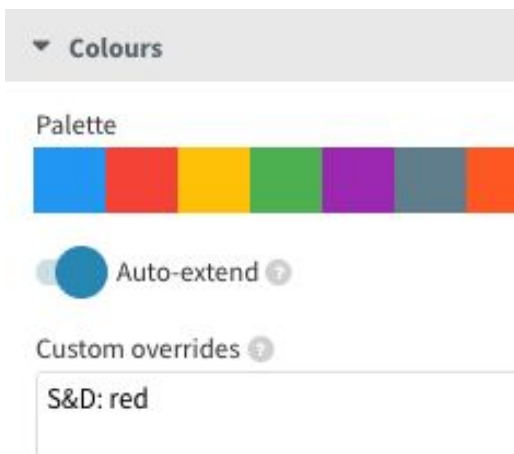 Colours
Palette
Auto-extend ?
Custom overrides ?
S&D: red